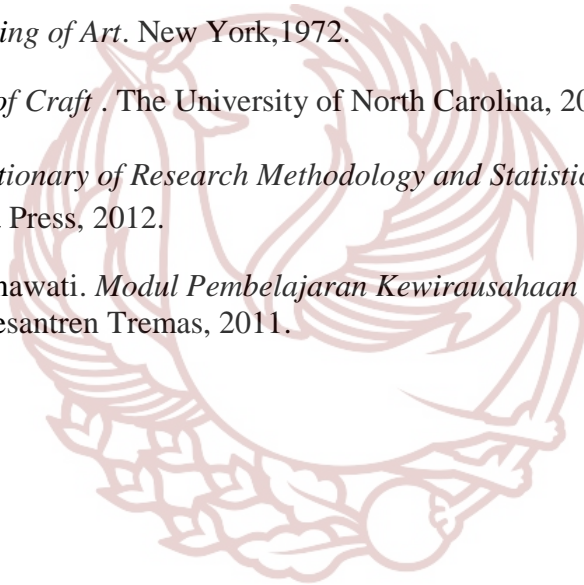 ing of Art. New York,1972.
of Craft . The University of North Carolina, 20
tionary of Research Methodology and Statistic
Press, 2012.
nawati. Modul Pembelajaran Kewirausahaan
esantren Tremas, 2011.